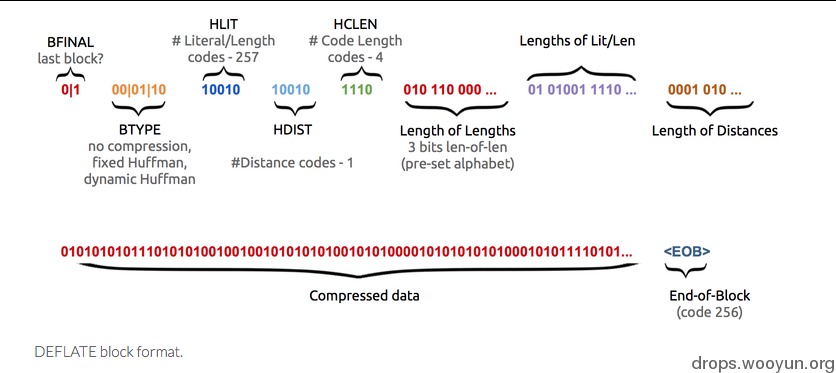 BFINAL
last block?
0|1
00|01|10
BTYPE
no compression,
fixed Huffman,
dynamic Huffman
HLIT
# Literal/Length
codes - 257
10010
10010
HDIST
#Distance codes - 1
HCLEN
# Code Length
codes - 4
1110
010 110 000 ...
Length of Lengths
3 bits len-of-len
(pre-set alphabet)
Lengths of Lit/Len
01 01001 1110 ...
0001 010 ...
Length of Distances
010101010111010101001001001010101010010101000010101010101000101011110101...
Compressed data
<EOB>
End-of-Block
(code 256)
DEFLATE block format.
drops.wooyun.org